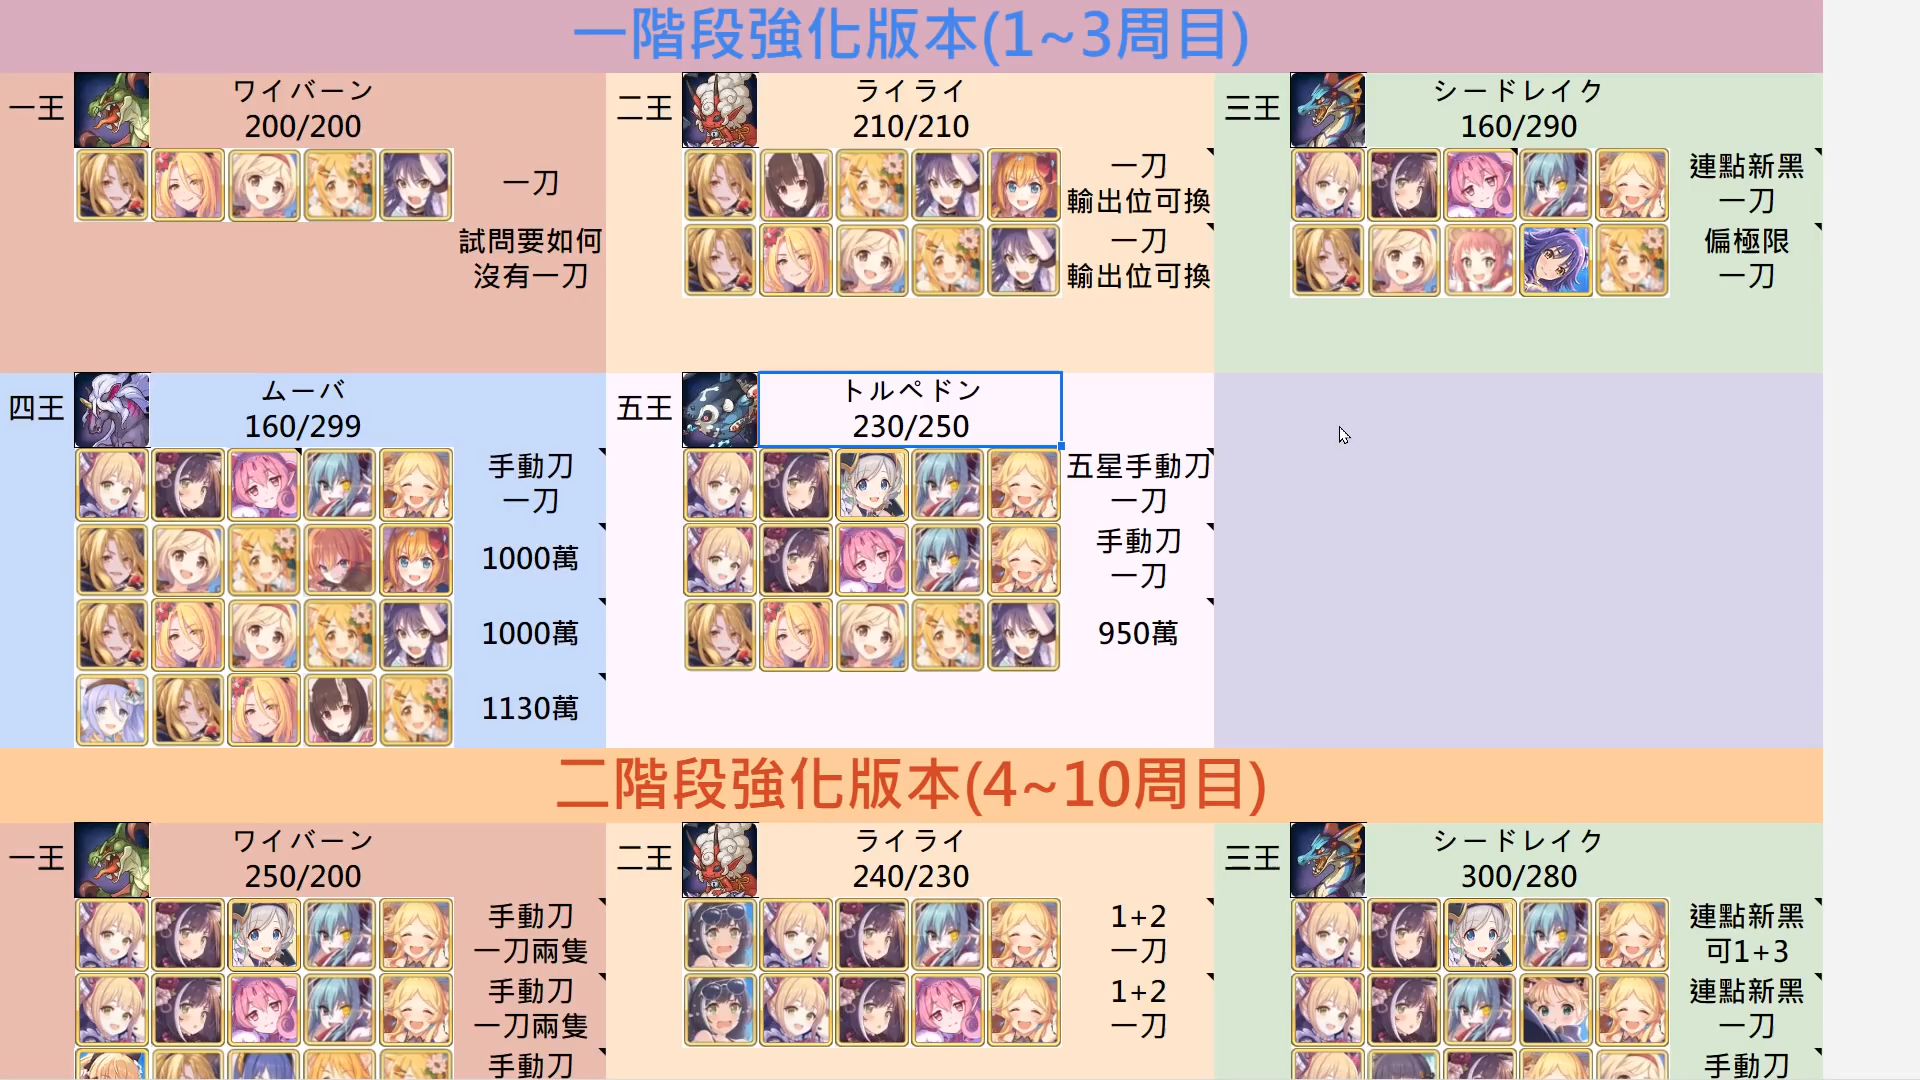 一階段強化版本(1~3周目)
一王
ワイバーン
200/200
一刀
試問要如何
沒有一刀
二王
ライライ
210/210
一刀
輸出位可換
一刀
輸出位可換
三王
シードレイク
160/290
連點新黑
一刀
偏極限
一刀
四王
ムーバ
160/299
手動刀
一刀
1000萬
1000萬
1130萬
五王
トルペドン
230/250
五星手動刀
一刀
手動刀
一刀
950萬
二階段強化版本(4~10周目)
一王
ワイバーン
250/200
手動刀
一刀兩隻
手動刀
一刀兩隻
手動刀
二王
ライライ
240/230
1+2
一刀
1+2
一刀
三王
シードレイク
300/280
連點新黑
可1+3
連點新黑
一刀
手動刀